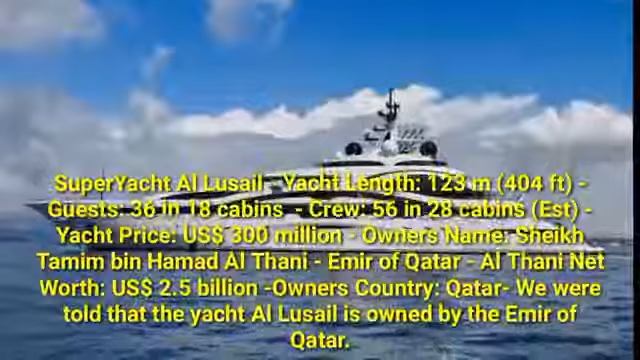 SuperYacht Al Lusail - Yacht Length: 123 m (404 ft) -
Guests: 36 in 18 cabins - Crew: 56 in 28 cabins (Est) -
Yacht Price: US$ 300 million - Owners Name: Sheikh
Tamim bin Hamad Al Thani - Emir of Qatar - Al Thani Net
Worth: US$ 2.5 billion -Owners Country: Qatar- We were
told that the yacht Al Lusail is owned by the Emir of
Qatar.